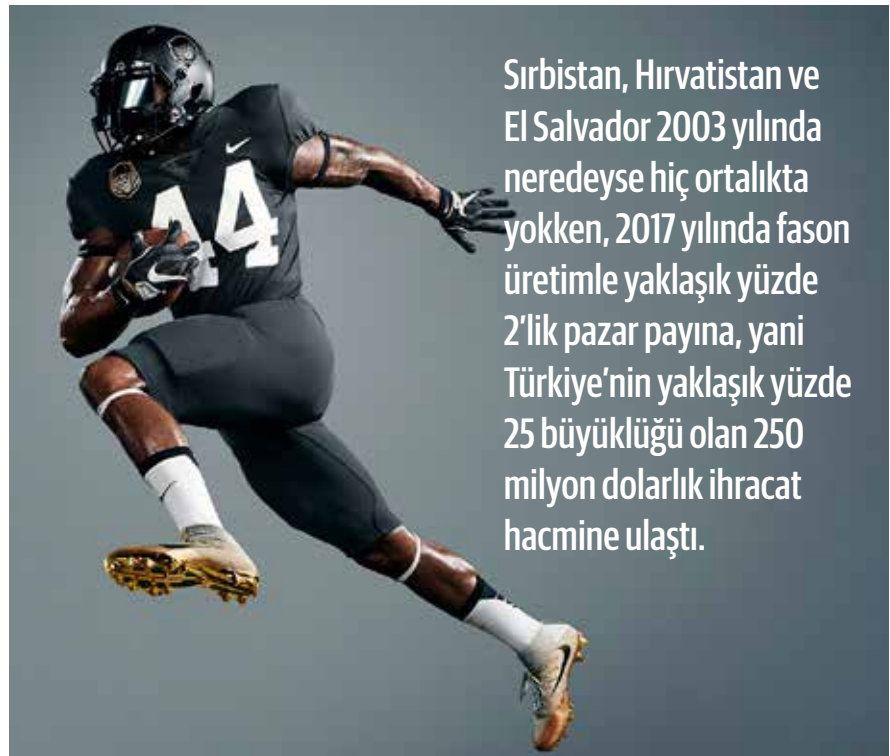 Sırbistan, Hırvatistan ve
El Salvador 2003 yılında
neredeyse hiç ortalıkta
yokken, 2017 yılında fason
üretimle yaklaşık yüzde
2’lik pazar payına, yani
Türkiye’nin yaklaşık yüzde
25 büyüklüğü olan 250
milyon dolarlık ihracat
hacmine ulaştı.
44